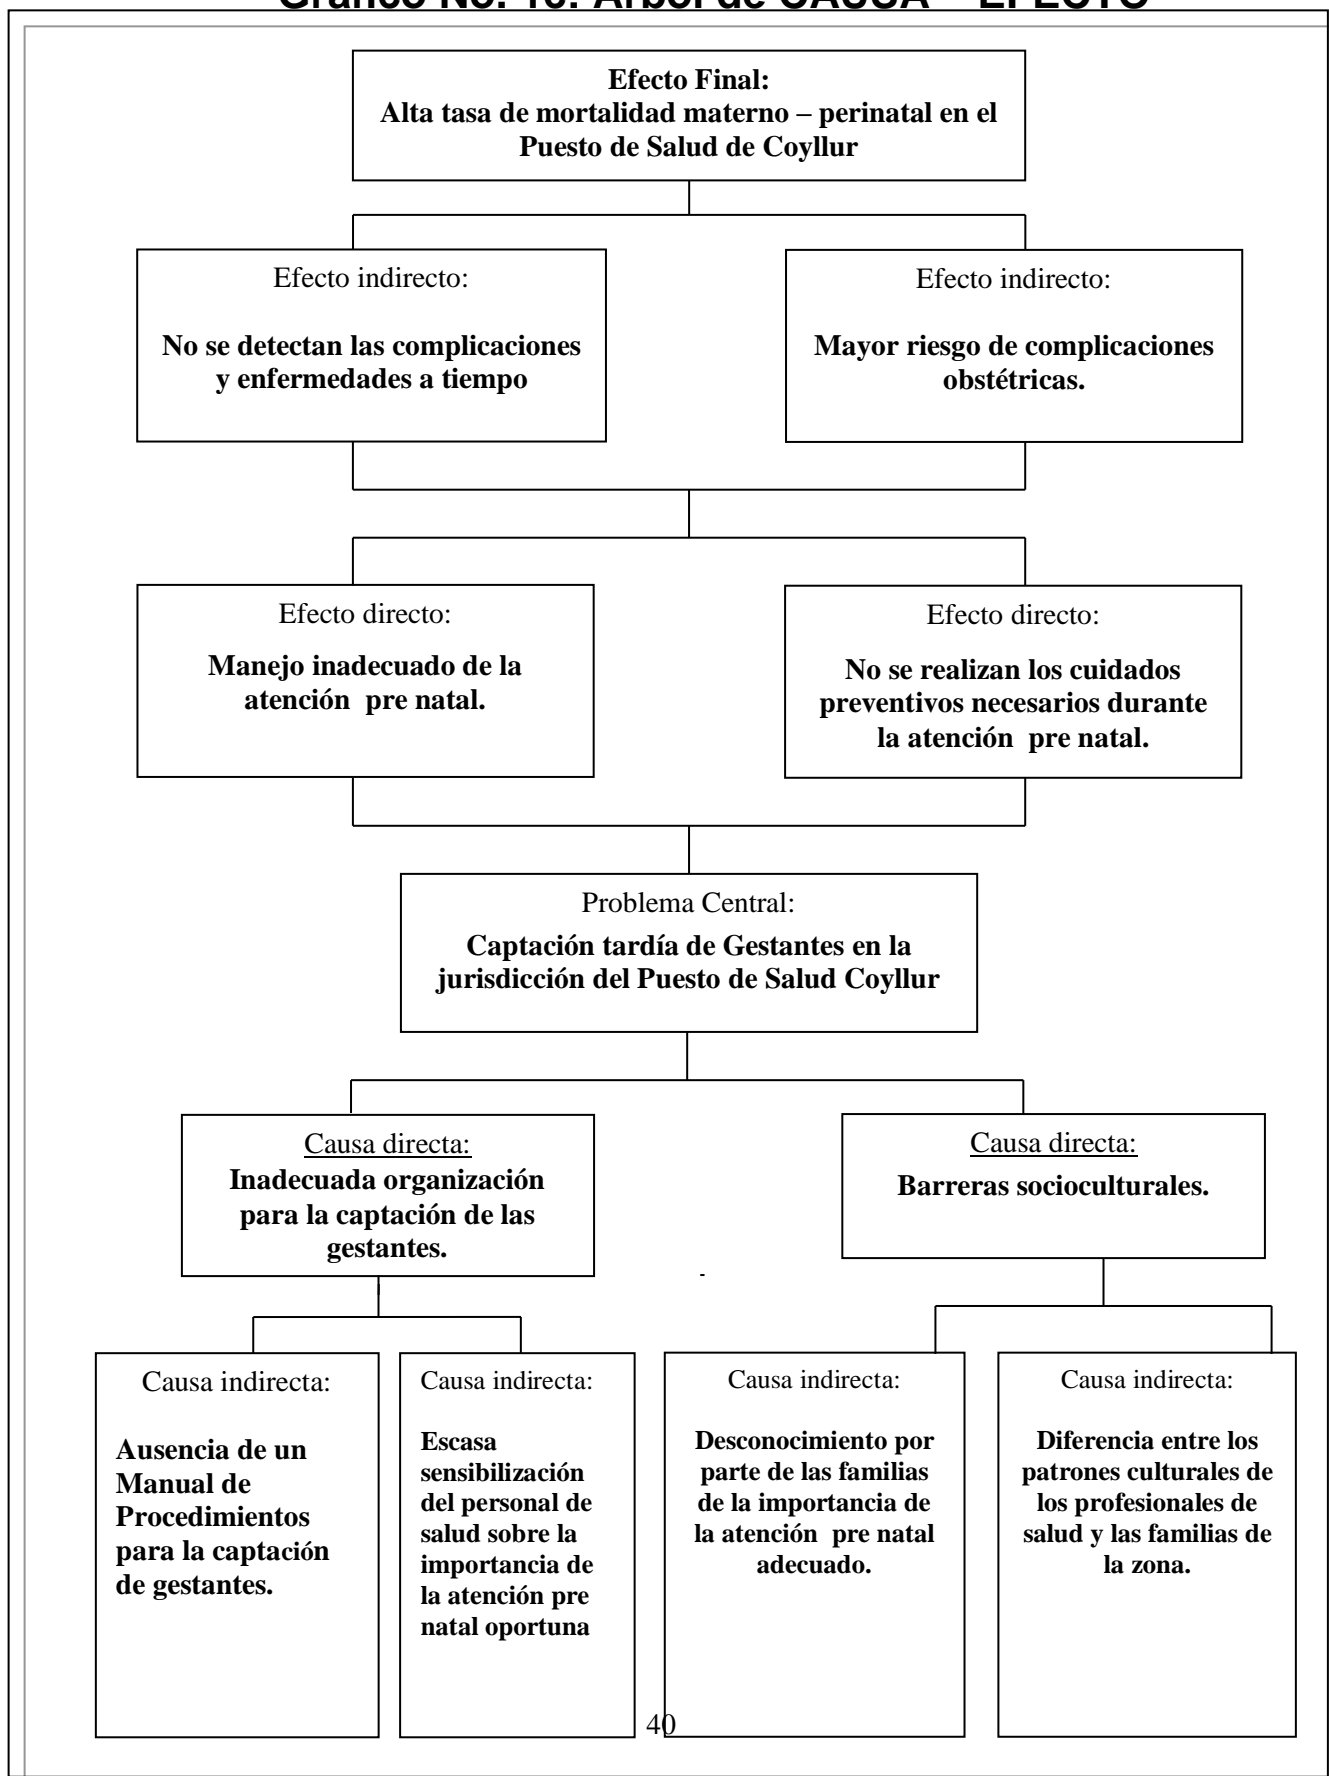 Gráfico No. 10: Árbol de CAUSA – EFECTO
Efecto Final:
Alta tasa de mortalidad materno – perinatal en el
Puesto de Salud de Coyllur
Efecto indirecto:
No se detectan las complicaciones
y enfermedades a tiempo
Efecto indirecto:
Mayor riesgo de complicaciones
obstétricas.
Efecto directo:
Manejo inadecuado de la
atención pre natal.
Efecto directo:
No se realizan los cuidados
preventivos necesarios durante
la atención pre natal.
Problema Central:
Captación tardía de Gestantes en la
jurisdicción del Puesto de Salud Coyllur
Causa directa:
Inadecuada organización
para la captación de las
gestantes.
Causa directa:
Barreras socioculturales.
-
Causa indirecta:
Ausencia de un
Manual de
Procedimientos
para la captación
de gestantes.
Causa indirecta:
Escasa
sensibilización
del personal de
salud sobre la
importancia de
la atención pre
natal oportuna
Causa indirecta:
Desconocimiento por
parte de las familias
de la importancia de
la atención pre natal
adecuado.
Causa indirecta:
Diferencia entre los
patrones culturales de
los profesionales de
salud y las familias de
la zona.
40